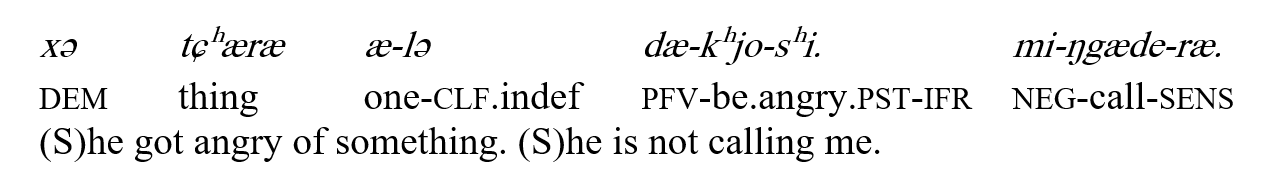 xə tɕʰæræ æ-lə dæ-kʰjo-sʰi. mi-ŋgæde-ræ.
DEM thing one-CLF.indef PFV-be.angry.PST-IFR NEG-call-SENS
(S)he got angry of something. (S)he is not calling me.